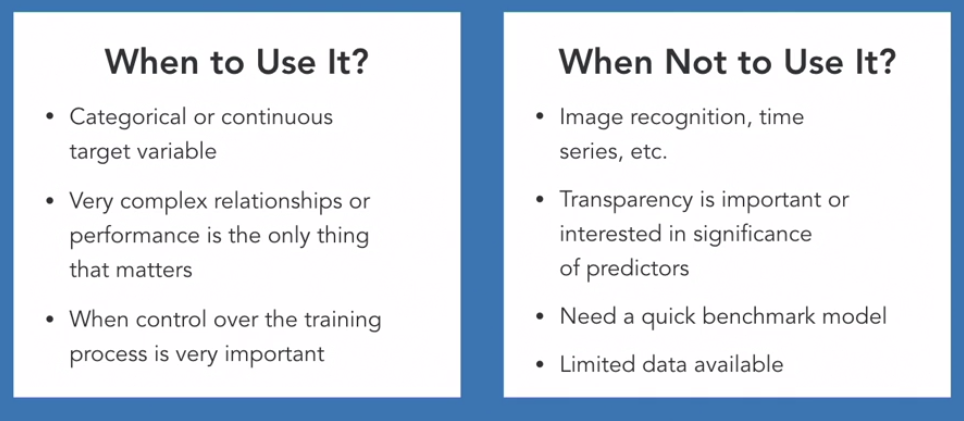 When to Use It?
• Categorical or continuous
target variable
• Very complex relationships or
performance is the only thing
that matters
• When control over the training
process is very important
When Not to Use It?
• Image recognition, time
series, etc.
• Transparency is important or
interested in significance
of predictors
• Need a quick benchmark model
• Limited data available